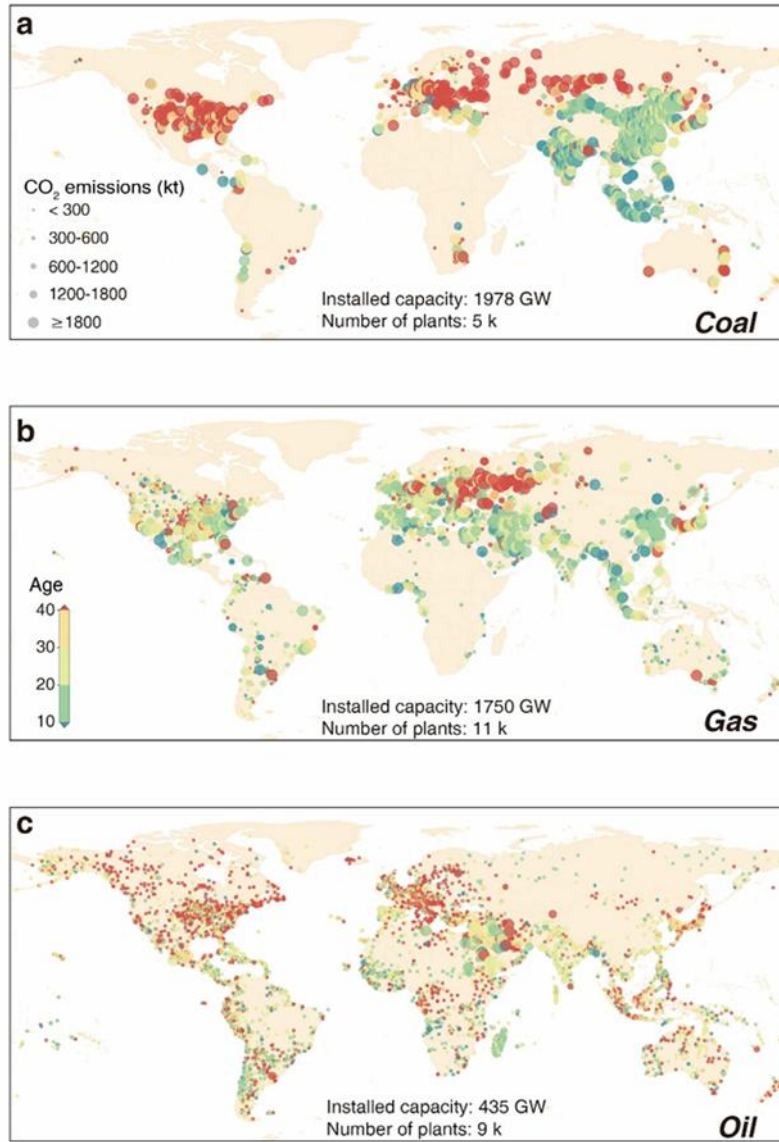 a
CO₂ emissions (kt)
< 300
300-600
600-1200
1200-1800
≥1800
Installed capacity: 1978 GW
Number of plants: 5 k
Coal
b
Age
40
30
20
10
Installed capacity: 1750 GW
Number of plants: 11 k
Gas
c
Installed capacity: 435 GW
Number of plants: 9 k
Oil